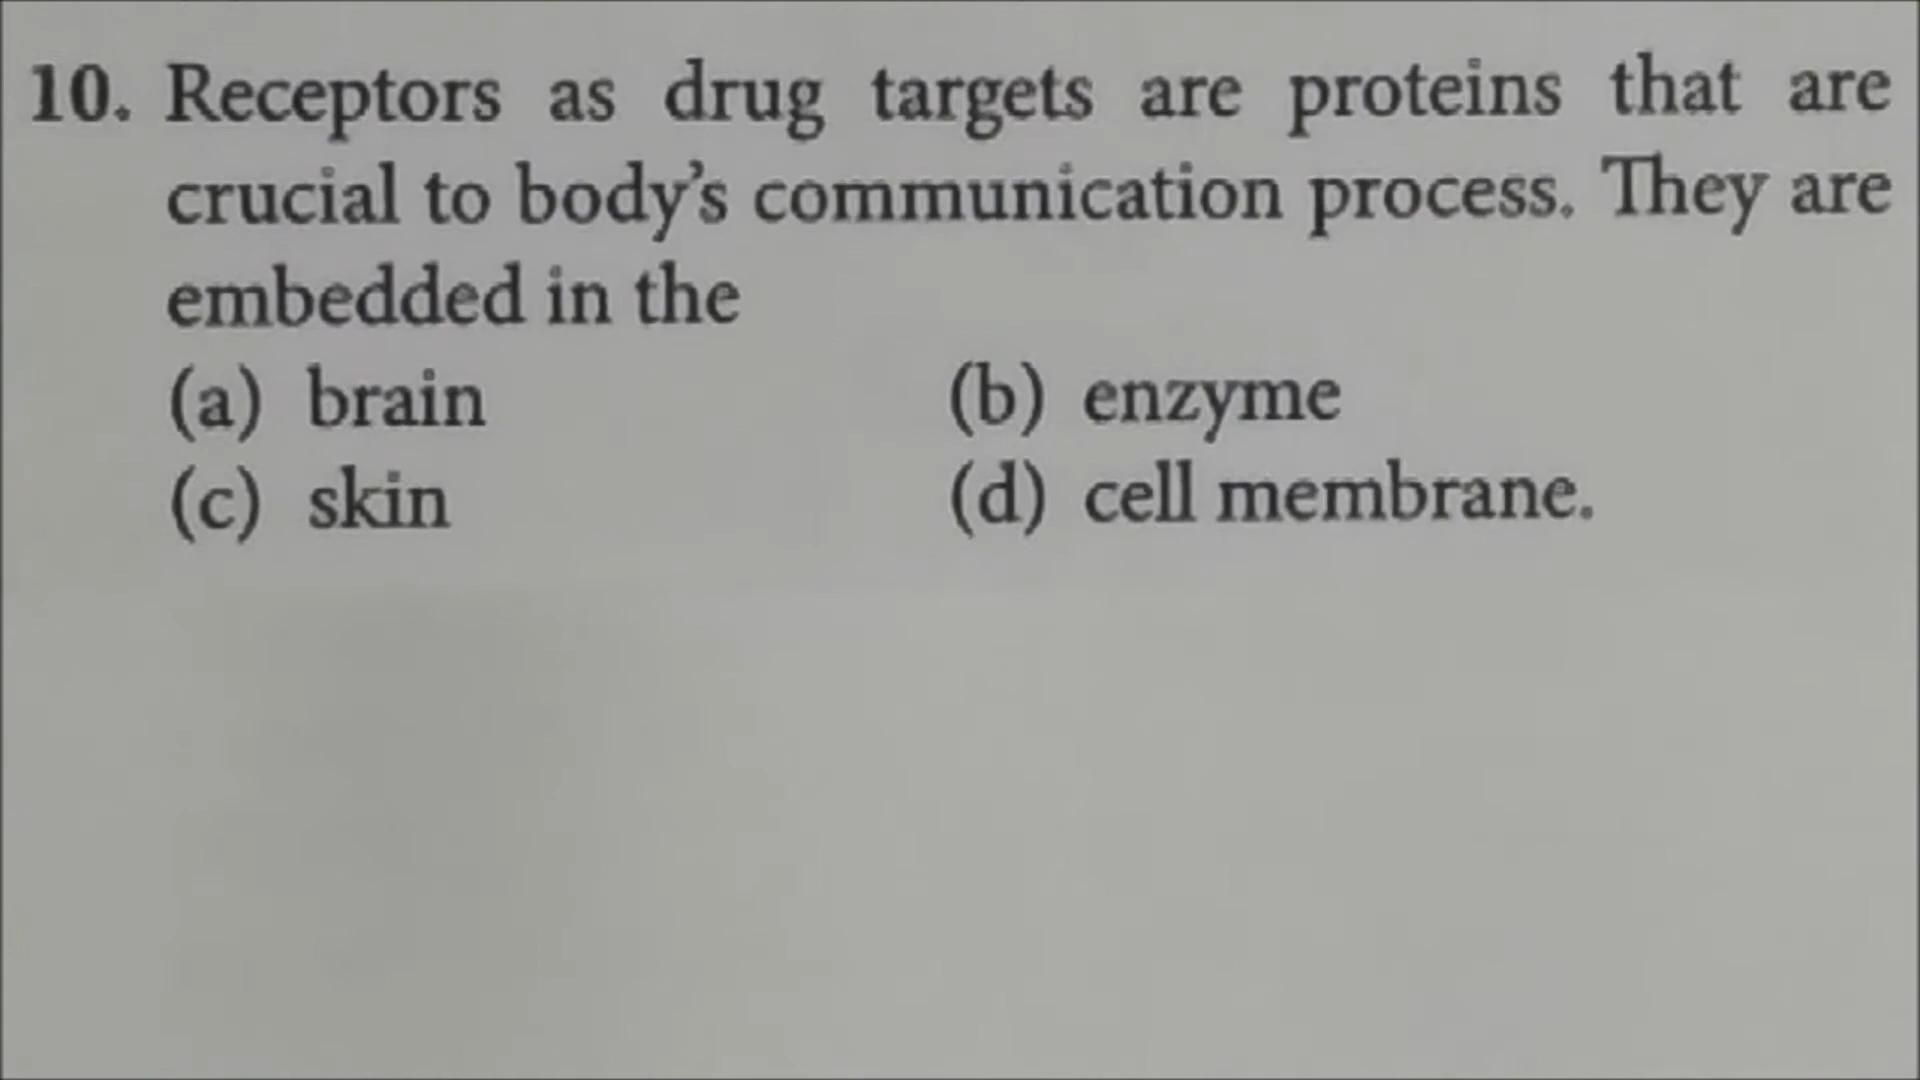 10. Receptors as drug targets are proteins that are
crucial to body’s communication process. They are
embedded in the
(a) brain (b) enzyme
(c) skin (d) cell membrane.